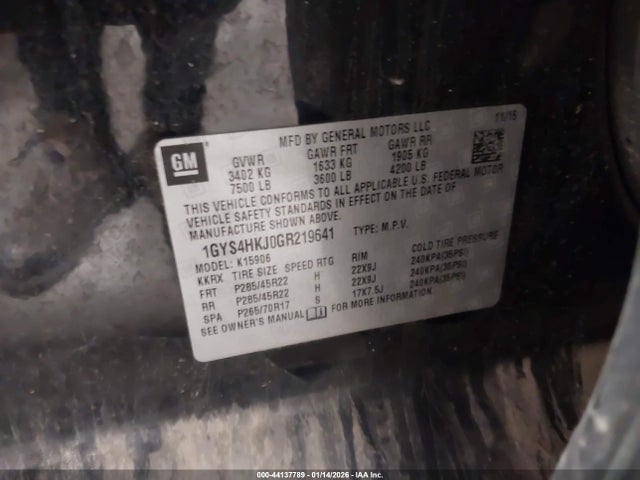 MFD BY GENERAL MOTORS LLC 11/15
GM
GVWR GAWR FRT GAWR RR
3402 KG 1633 KG 1905 KG
7500 LB 3600 LB 4200 LB
THIS VEHICLE CONFORMS TO ALL APPLICABLE U.S. FEDERAL MOTOR
VEHICLE SAFETY STANDARDS IN EFFECT ON THE DATE OF
MANUFACTURE SHOWN ABOVE.
1GYS4HKJ0GR219641 TYPE: M.P.V.
MODEL: K15906
KKRX TIRE SIZE SPEED RTG RIM COLD TIRE PRESSURE
FRT P285/45R22 H 22X9J 240KPA(35PSI)
RR P285/45R22 H 22X9J 240KPA(35PSI)
SPA P265/70R17 S 17X7.5J 240KPA(35PSI)
SEE OWNER'S MANUAL FOR MORE INFORMATION.
000-44137789 - 01/14/2026 - IAA Inc.